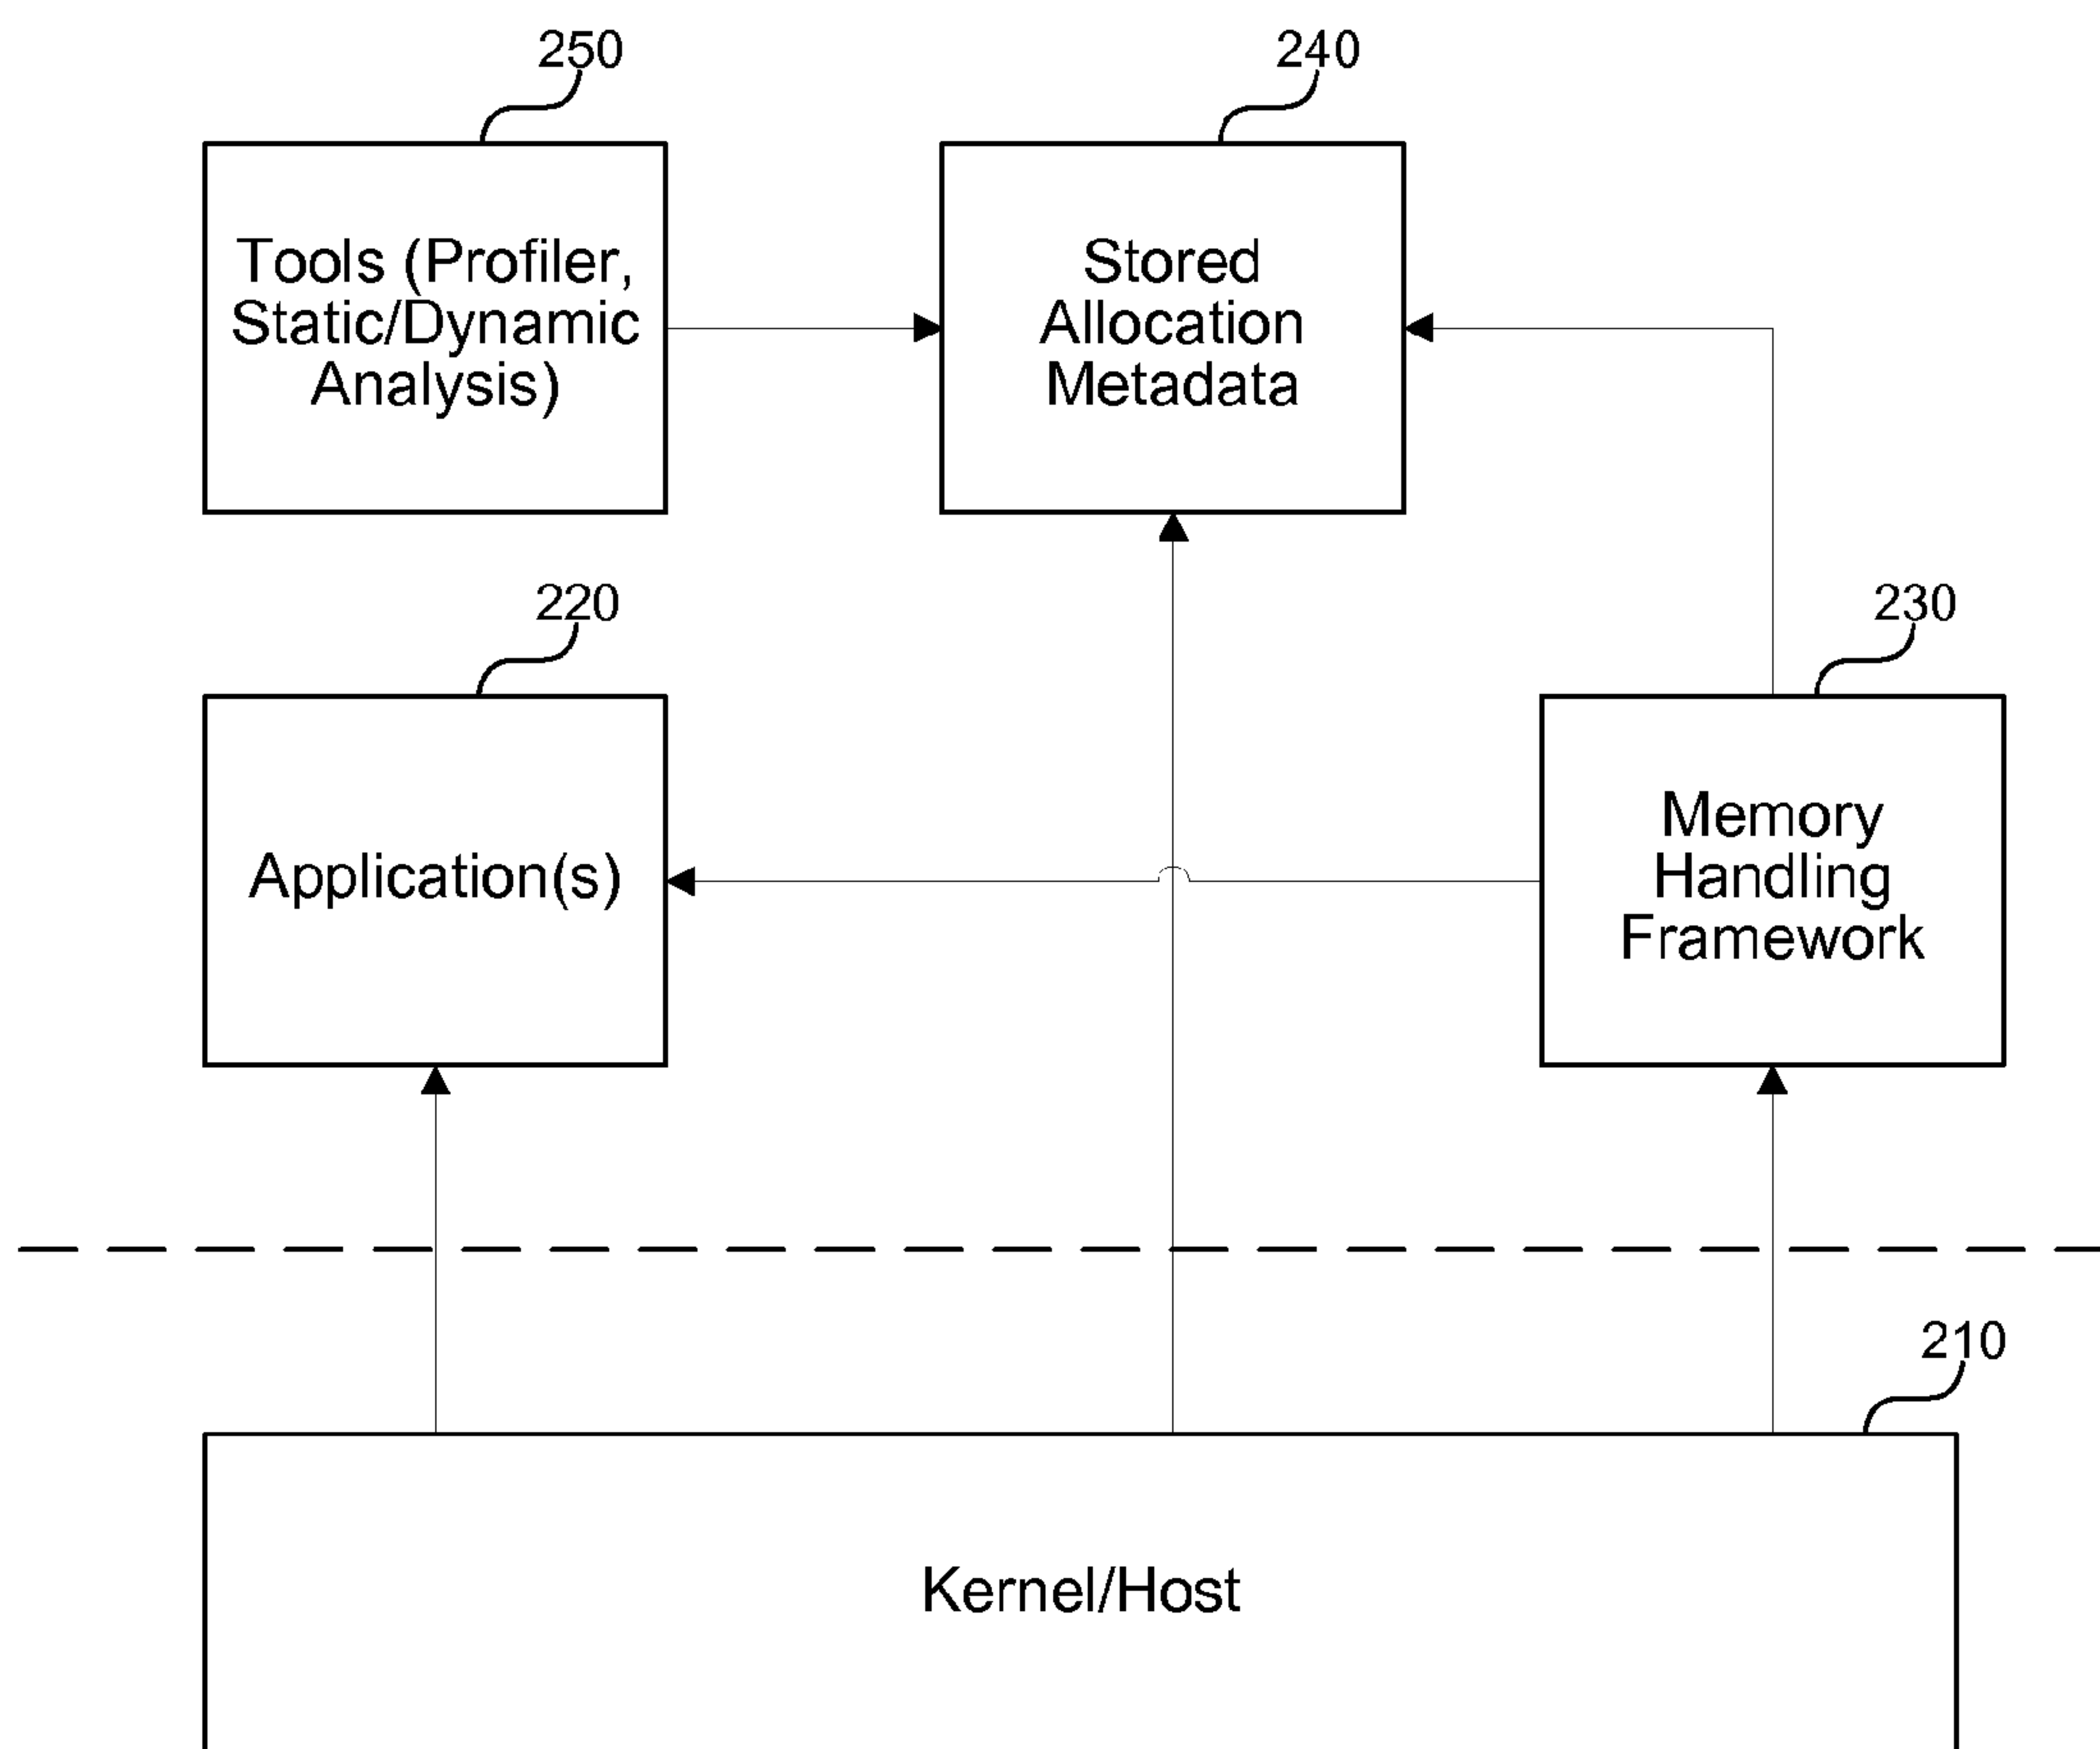 250
240
Tools (Profiler,
Static/Dynamic
Analysis)
Stored
Allocation
Metadata
220
230
Application(s)
Memory
Handling
Framework
210
Kernel/Host